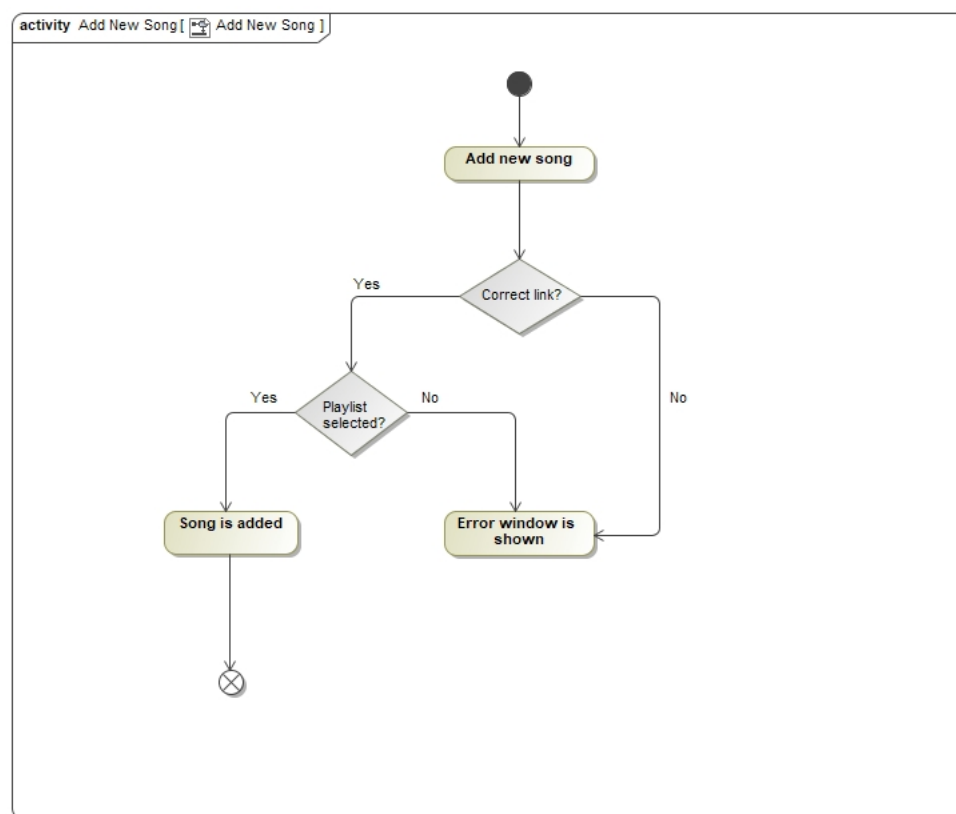 activity Add New Song[ Add New Song ]
Add new song
Correct link?
Yes
No
Playlist
selected?
Yes
No
Song is added
Error window is
shown